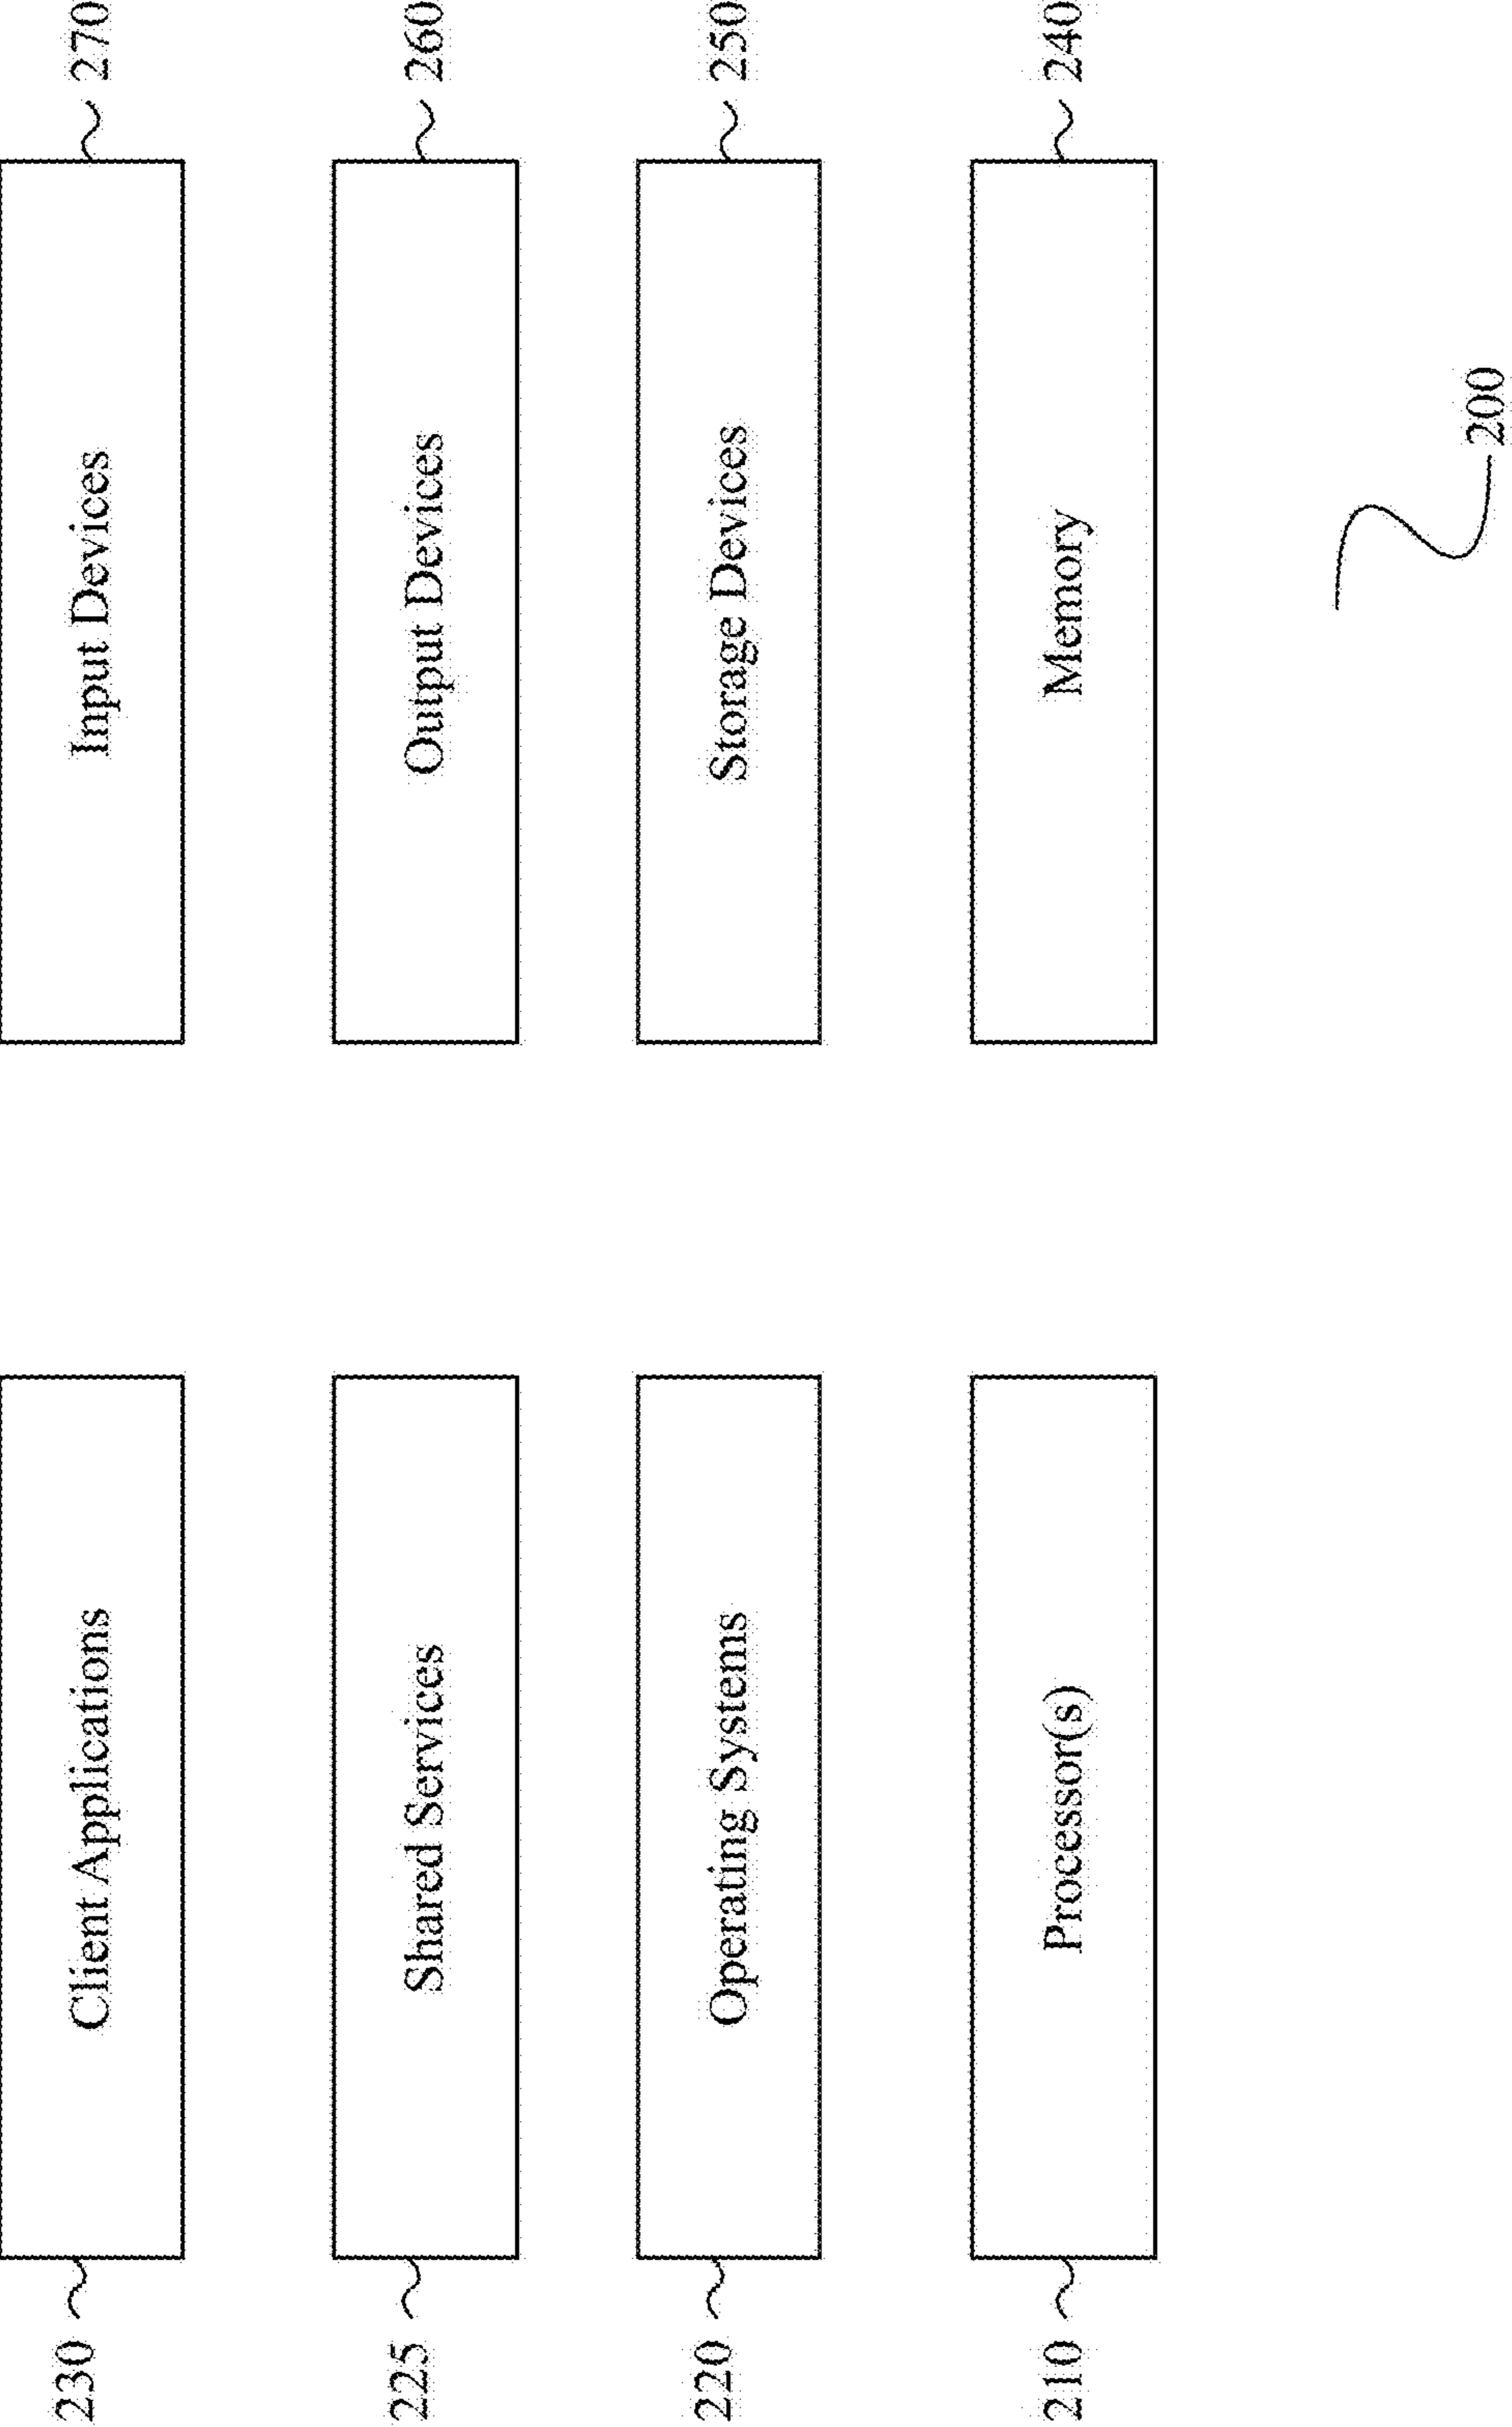 230
Client Applications
Input Devices
270
225
Shared Services
Output Devices
260
220
Operating Systems
Storage Devices
250
210
Processor(s)
Memory
240
200